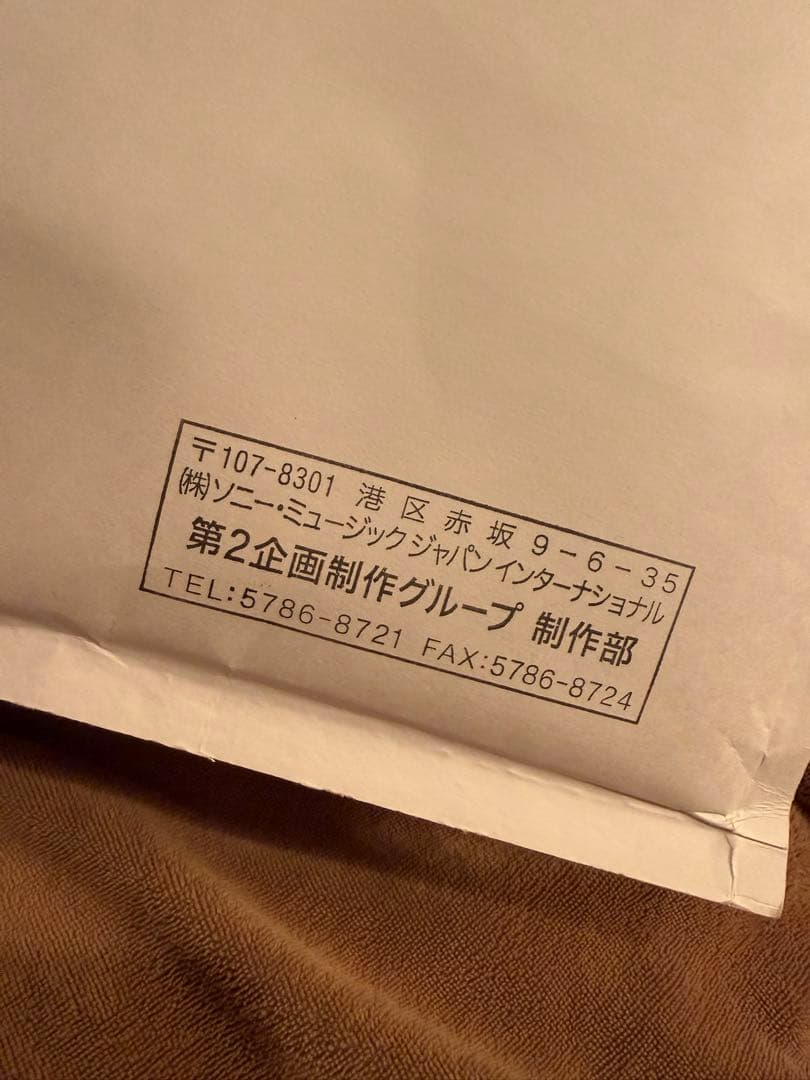 〒107-8301 港区赤坂9-6-35
(株)ソニー・ミュージックジャパンインターナショナル
第2企画制作グループ 制作部
TEL:5786-8721 FAX:5786-8724